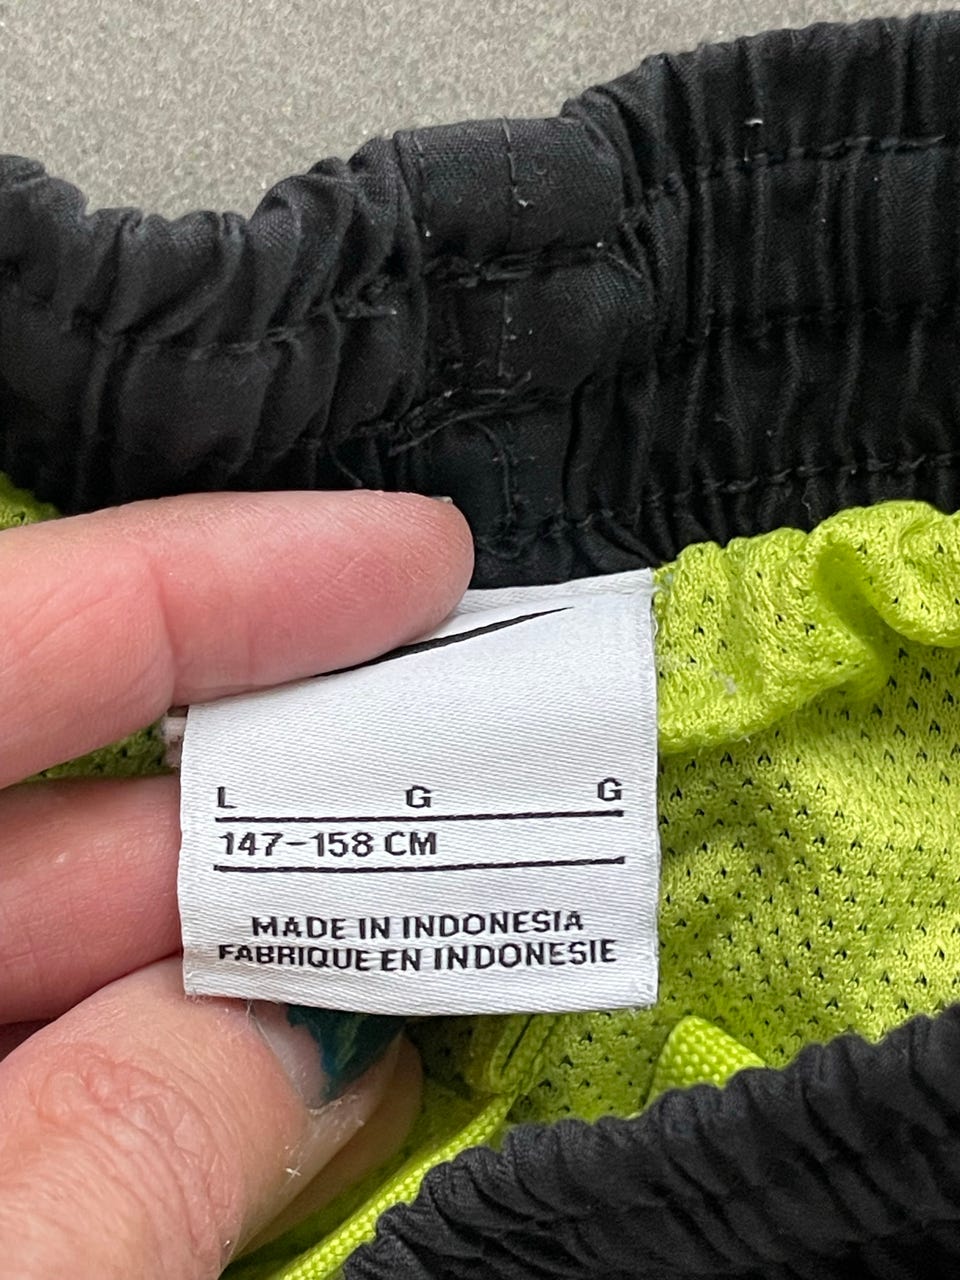 L G G
147-158 CM
MADE IN INDONESIA
FABRIQUE EN INDONESIE